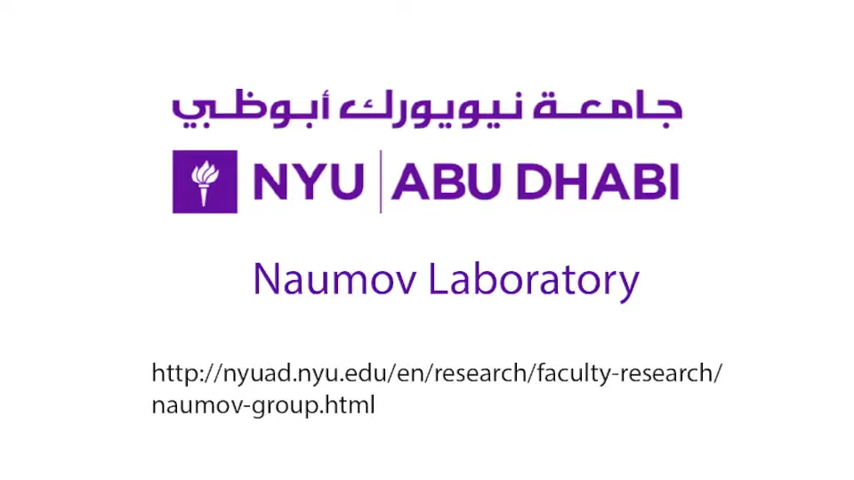 جامعة نيويورك أبوظبي
NYU | ABU DHABI
Naumov Laboratory
http://nyuad.nyu.edu/en/research/faculty-research/
naumov-group.html